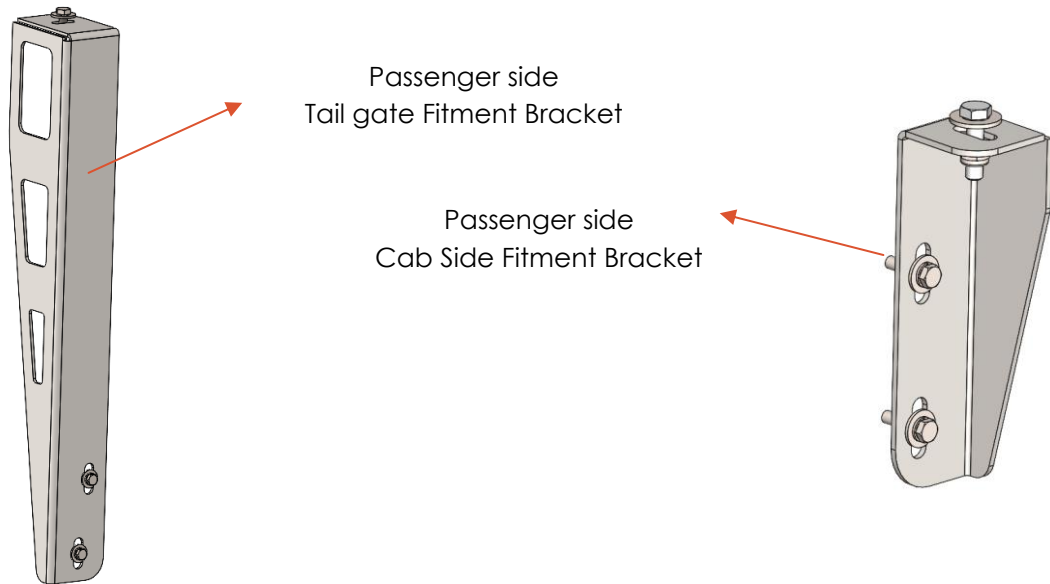 Passenger side
Tail gate Fitment Bracket
Passenger side
Cab Side Fitment Bracket